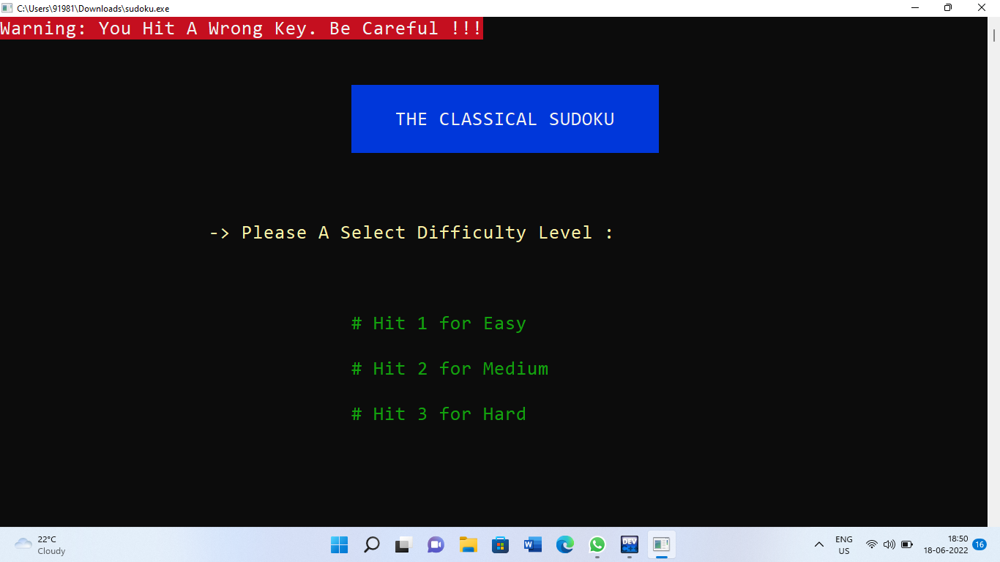 C:\Users\91981\Downloads\sudoku.exe
Warning: You Hit A Wrong Key. Be Careful !!!
THE CLASSICAL SUDOKU
-> Please A Select Difficulty Level :
# Hit 1 for Easy
# Hit 2 for Medium
# Hit 3 for Hard
22°C
Cloudy
W
DEV
ENG
US
18:50
18-06-2022
16